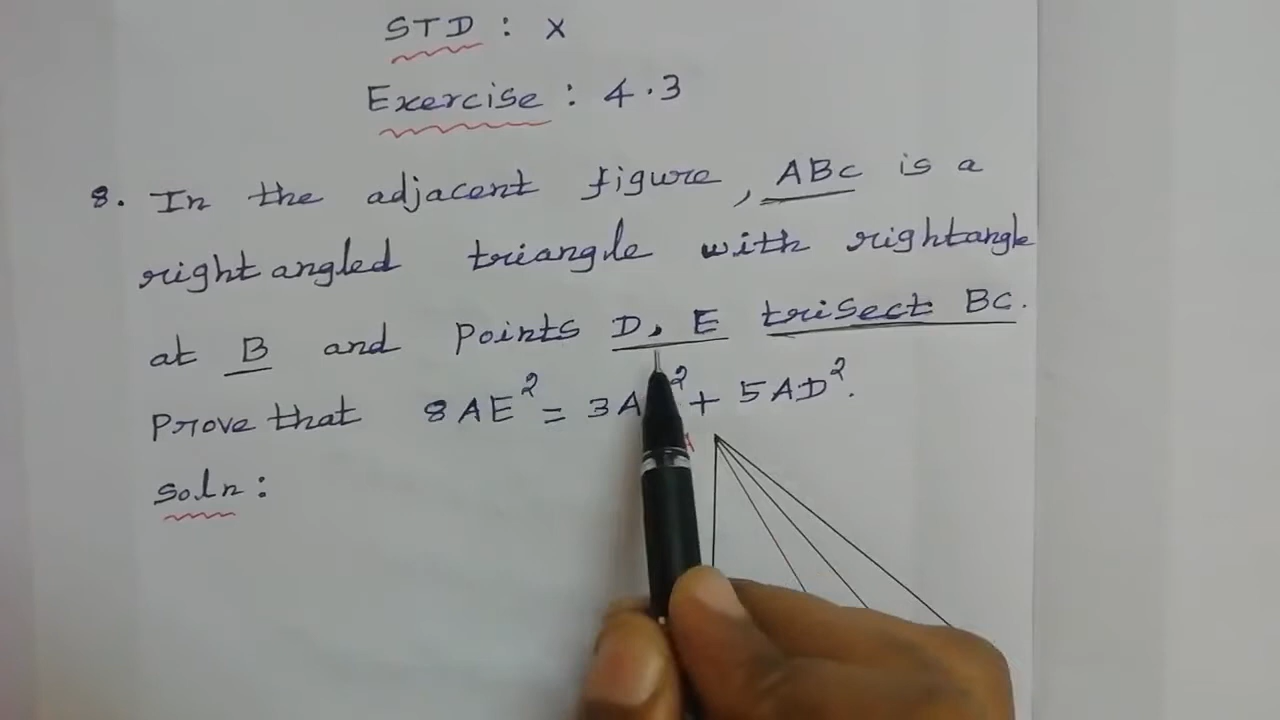 STD : X
Exercise : 4.3
8. In the adjacent figure, ABC is a
right angled triangle with rightangle
at B and Points D, E trisect BC.
Prove that 8AE² = 3A ² + 5AD².
Soln :
A